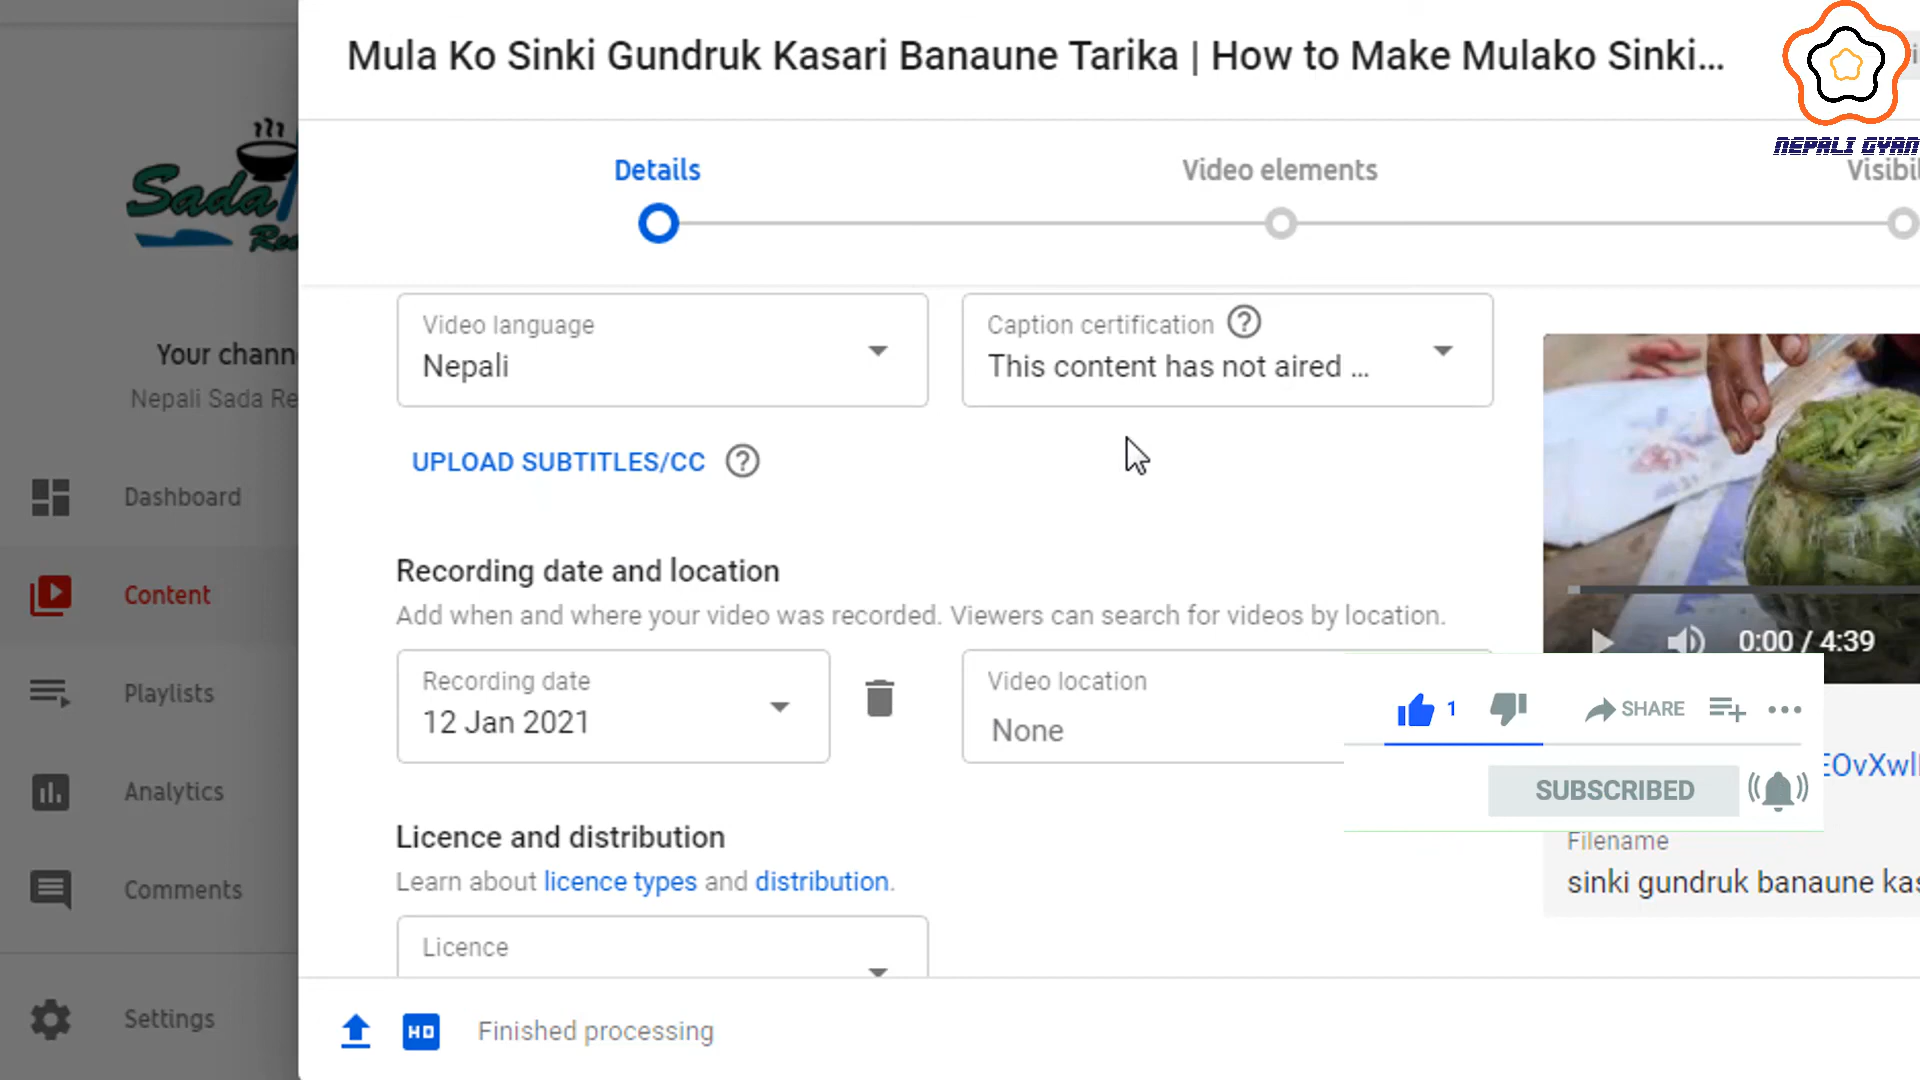 Mula Ko Sinki Gundruk Kasari Banaune Tarika | How to Make Mulako Sinki...
NEPALI GYAN
Details
Video elements
Visibil
Sada
Re
Your chann
Nepali Sada Re
Dashboard
Content
Playlists
Analytics
Comments
Settings
Video language
Nepali
Caption certification ?
This content has not aired ...
UPLOAD SUBTITLES/CC ?
Recording date and location
Add when and where your video was recorded. Viewers can search for videos by location.
Recording date
12 Jan 2021
Video location
None
0:00 / 4:39
1
SHARE
SUBSCRIBED
EOvXwl
Filename
sinki gundruk banaune kas
Licence and distribution
Learn about licence types and distribution.
Licence
HD
Finished processing